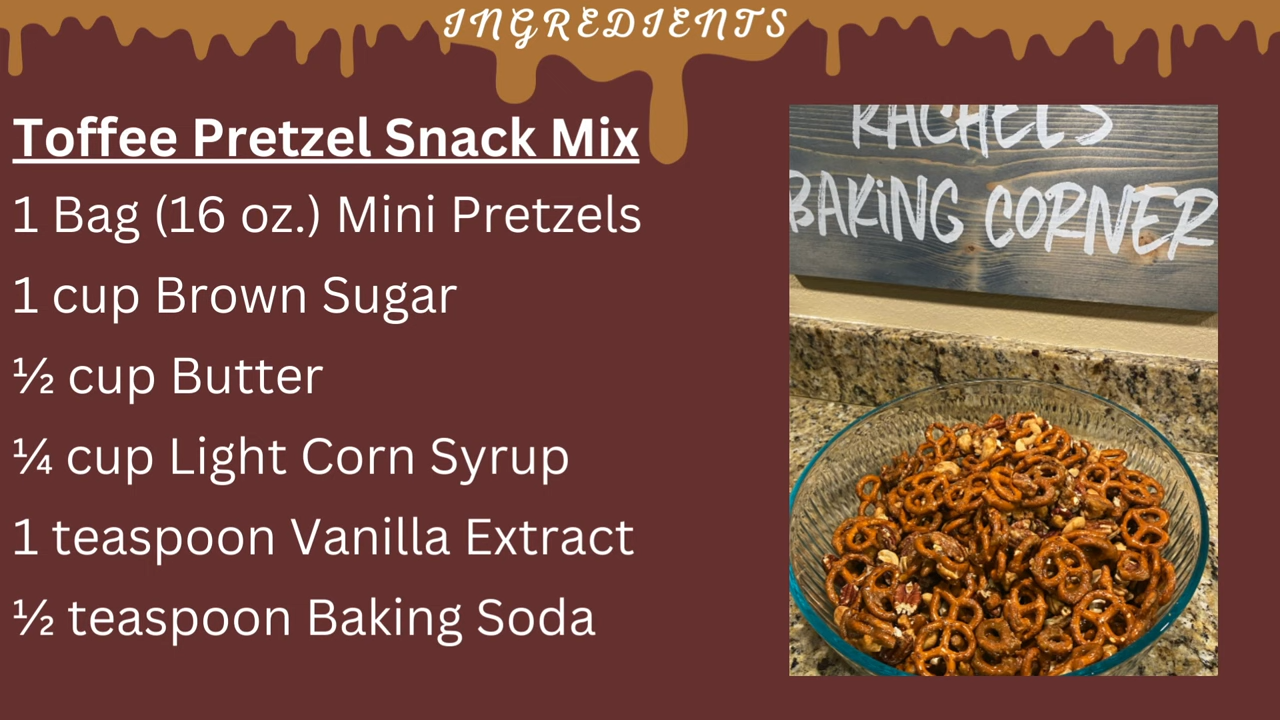 INGREDIENTS
Toffee Pretzel Snack Mix
1 Bag (16 oz.) Mini Pretzels
1 cup Brown Sugar
½ cup Butter
¼ cup Light Corn Syrup
1 teaspoon Vanilla Extract
½ teaspoon Baking Soda
RACHEL'S
BAKING CORNER